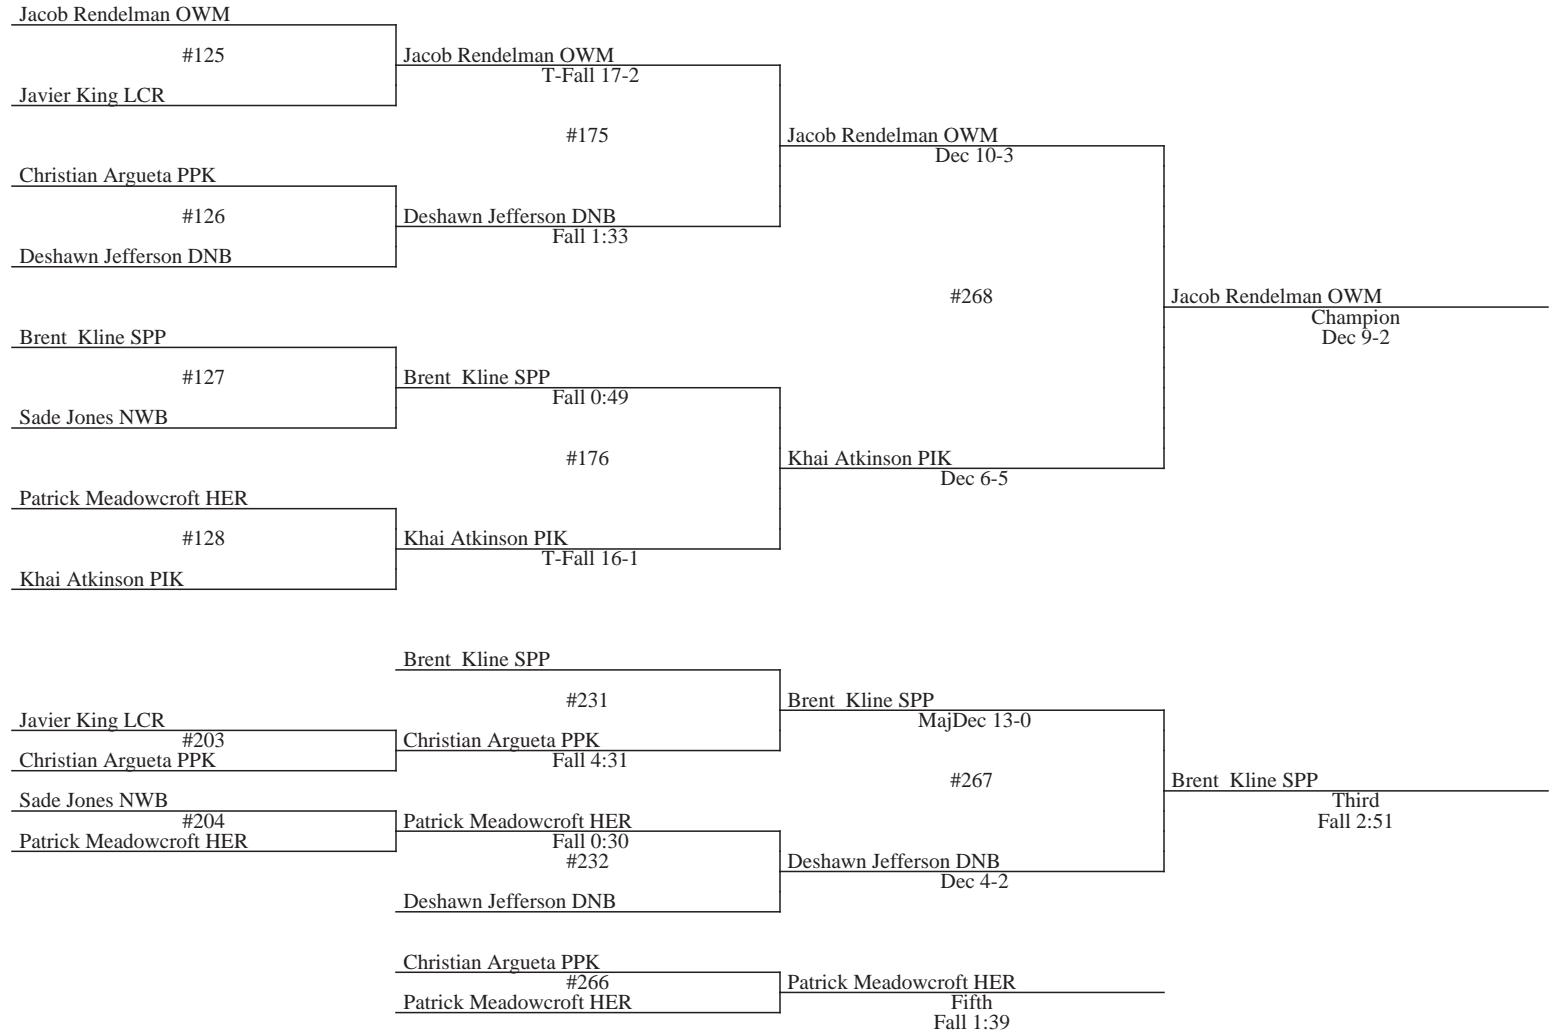 Jacob Rendelman OWM
#125
Jacob Rendelman OWM
T-Fall 17-2
Javier King LCR
#175
Jacob Rendelman OWM
Dec 10-3
Christian Argueta PPK
#126
Deshawn Jefferson DNB
Fall 1:33
Deshawn Jefferson DNB
#268
Jacob Rendelman OWM
Champion
Dec 9-2
Brent  Kline SPP
#127
Brent  Kline SPP
Fall 0:49
Sade Jones NWB
#176
Khai Atkinson PIK
Dec 6-5
Patrick Meadowcroft HER
#128
Khai Atkinson PIK
T-Fall 16-1
Khai Atkinson PIK
Brent  Kline SPP
#231
Brent  Kline SPP
MajDec 13-0
Javier King LCR
#203
Christian Argueta PPK
Fall 4:31
Christian Argueta PPK
#267
Brent  Kline SPP
Third
Fall 2:51
Sade Jones NWB
#204
Patrick Meadowcroft HER
Fall 0:30
Patrick Meadowcroft HER
#232
Deshawn Jefferson DNB
Dec 4-2
Deshawn Jefferson DNB
Christian Argueta PPK
#266
Patrick Meadowcroft HER
Fifth
Fall 1:39
Patrick Meadowcroft HER